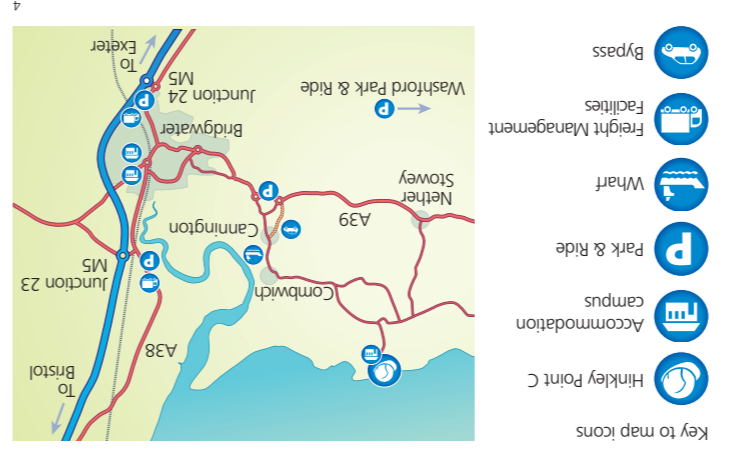 Key to map icons
Hinkley Point C
Accommodation
campus
P
Park & Ride
Wharf
Freight Management
Facilities
Bypass
To
Bristol
A38
Junction 23
M5
P
Combwich
Cannington
A39
Nether
Stowey
P
Bridgwater
Junction 24
M5
P
To
Exeter
Washford Park & Ride
P
4